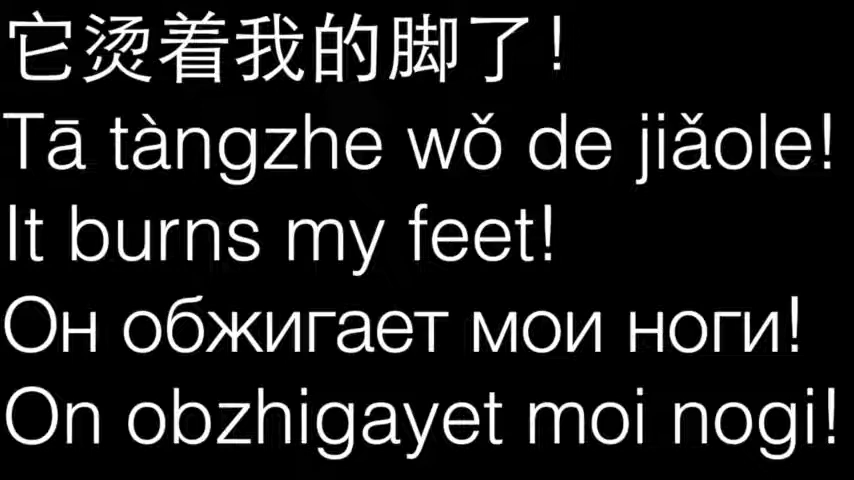 它烫着我的脚了！
Tā tàngzhe wǒ de jiǎole!
It burns my feet!
Он обжигает мои ноги!
On obzhigayet moi nogi!